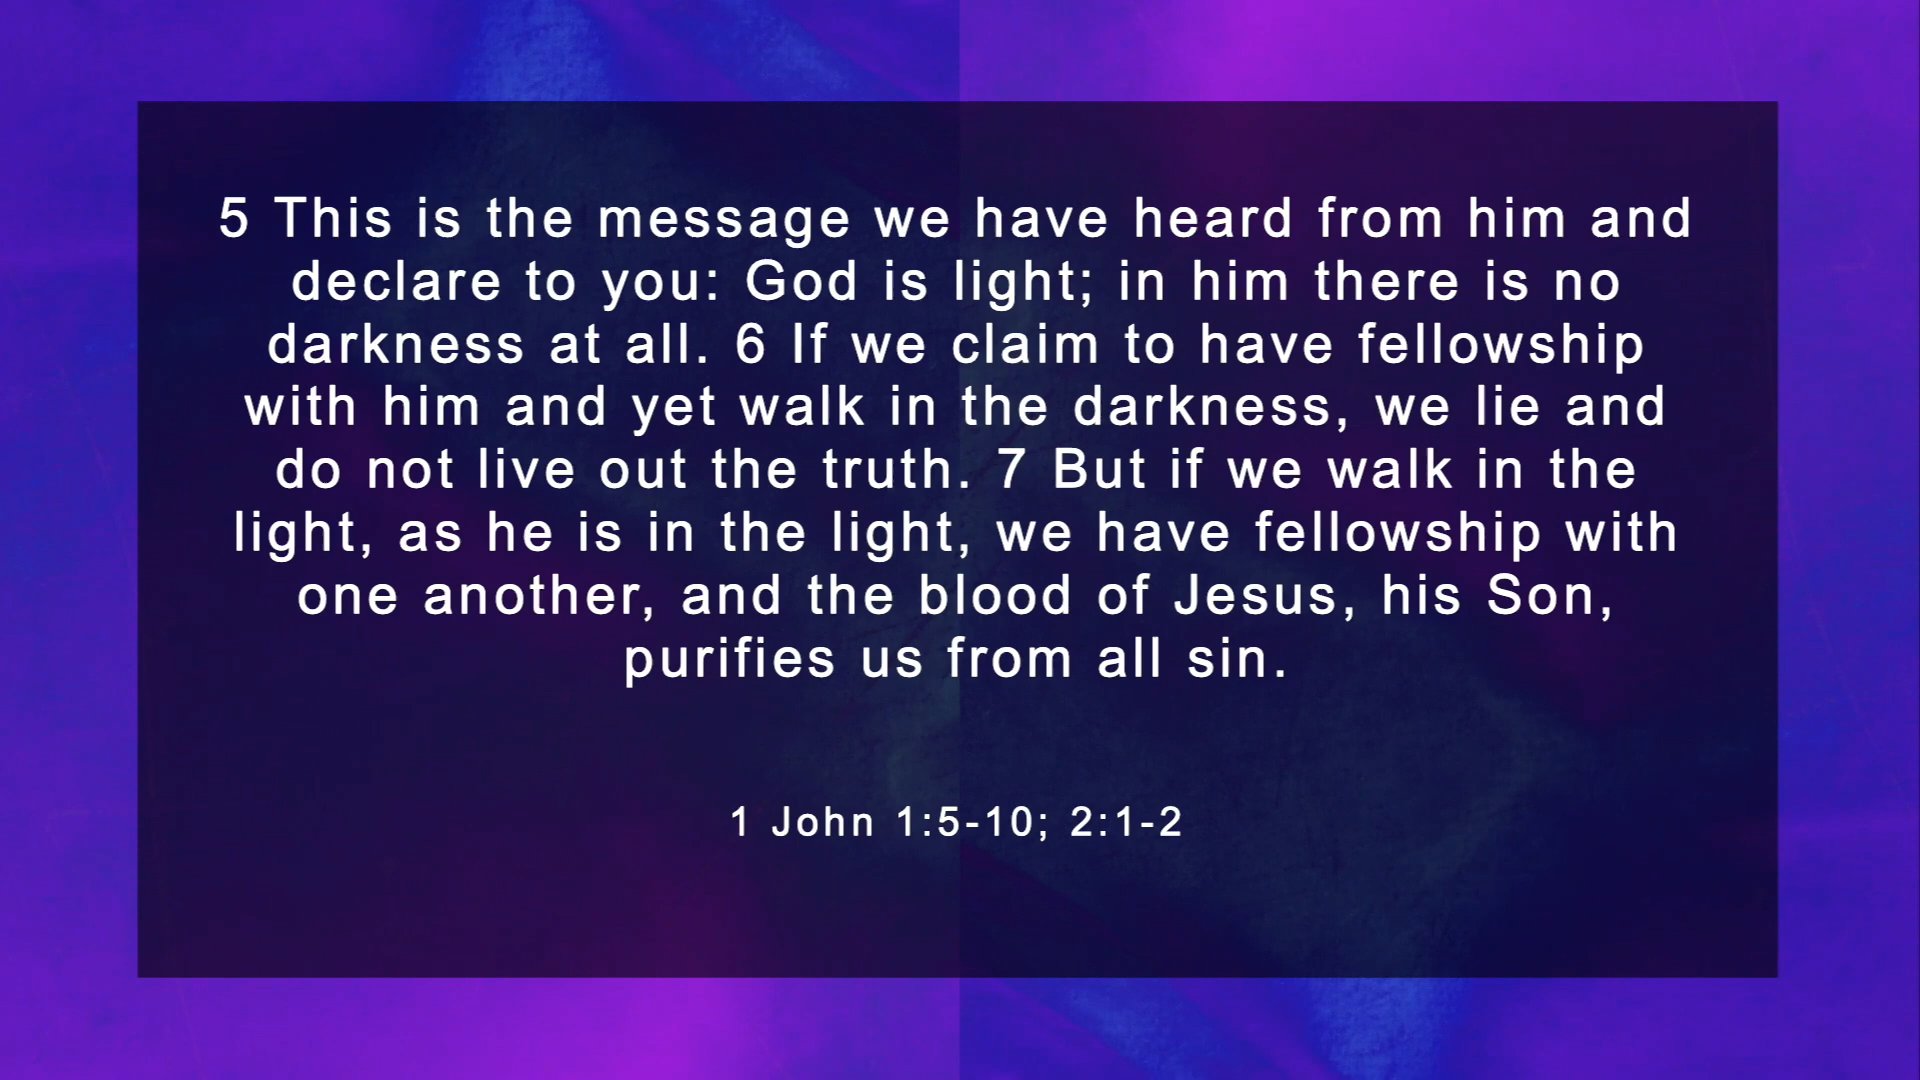 5 This is the message we have heard from him and
declare to you: God is light; in him there is no
darkness at all. 6 If we claim to have fellowship
with him and yet walk in the darkness, we lie and
do not live out the truth. 7 But if we walk in the
light, as he is in the light, we have fellowship with
one another, and the blood of Jesus, his Son,
purifies us from all sin.
1 John 1:5-10; 2:1-2